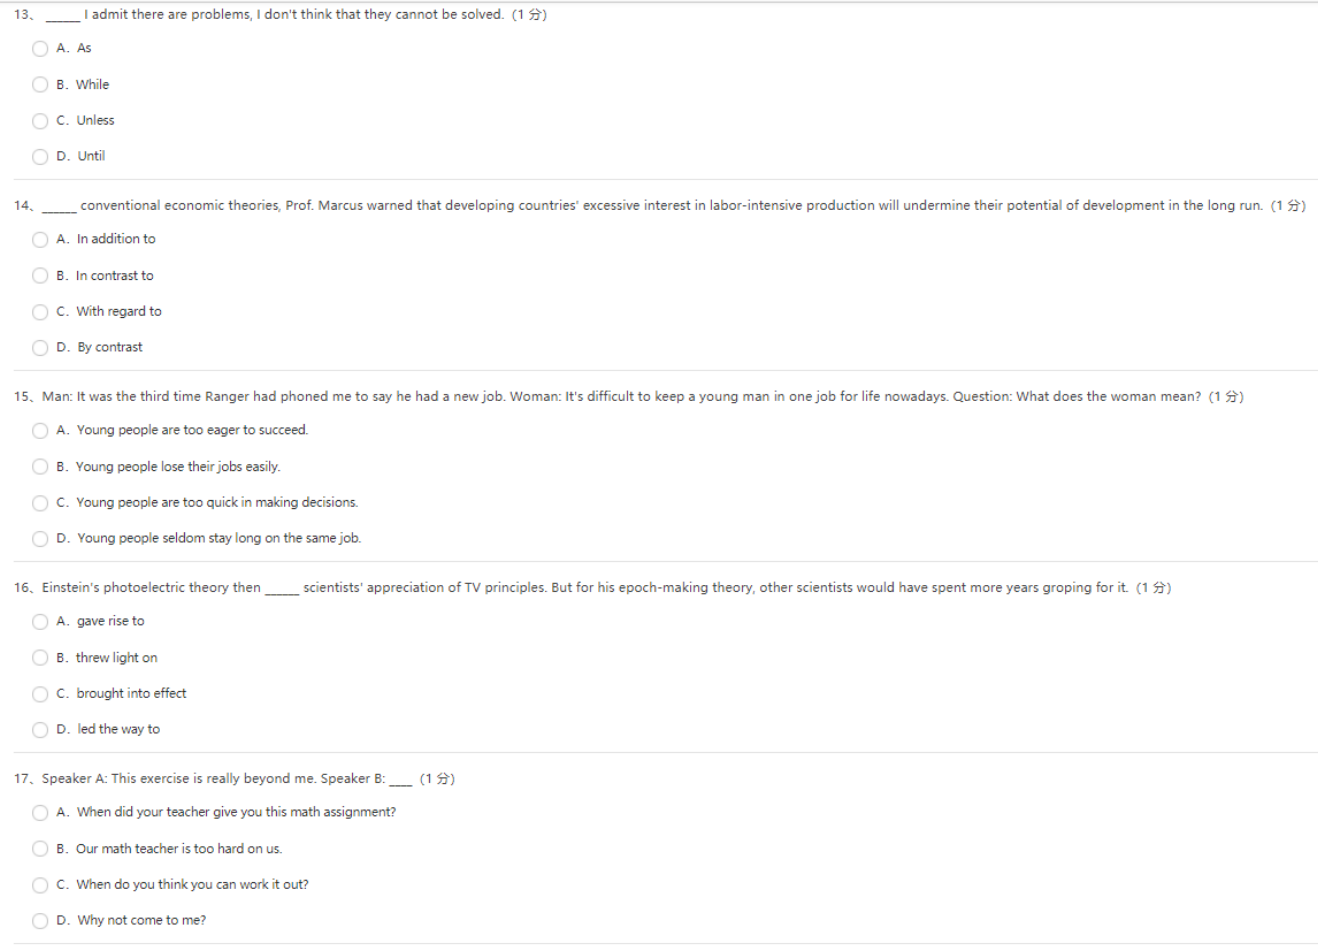 13、_____ I admit there are problems, I don't think that they cannot be solved. (1 分)
A. As
B. While
C. Unless
D. Until
14、_____ conventional economic theories, Prof. Marcus warned that developing countries' excessive interest in labor-intensive production will undermine their potential of development in the long run. (1 分)
A. In addition to
B. In contrast to
C. With regard to
D. By contrast
15、Man: It was the third time Ranger had phoned me to say he had a new job. Woman: It's difficult to keep a young man in one job for life nowadays. Question: What does the woman mean? (1 分)
A. Young people are too eager to succeed.
B. Young people lose their jobs easily.
C. Young people are too quick in making decisions.
D. Young people seldom stay long on the same job.
16、Einstein's photoelectric theory then _____ scientists' appreciation of TV principles. But for his epoch-making theory, other scientists would have spent more years groping for it. (1 分)
A. gave rise to
B. threw light on
C. brought into effect
D. led the way to
17、Speaker A: This exercise is really beyond me. Speaker B: ___ (1 分)
A. When did your teacher give you this math assignment?
B. Our math teacher is too hard on us.
C. When do you think you can work it out?
D. Why not come to me?